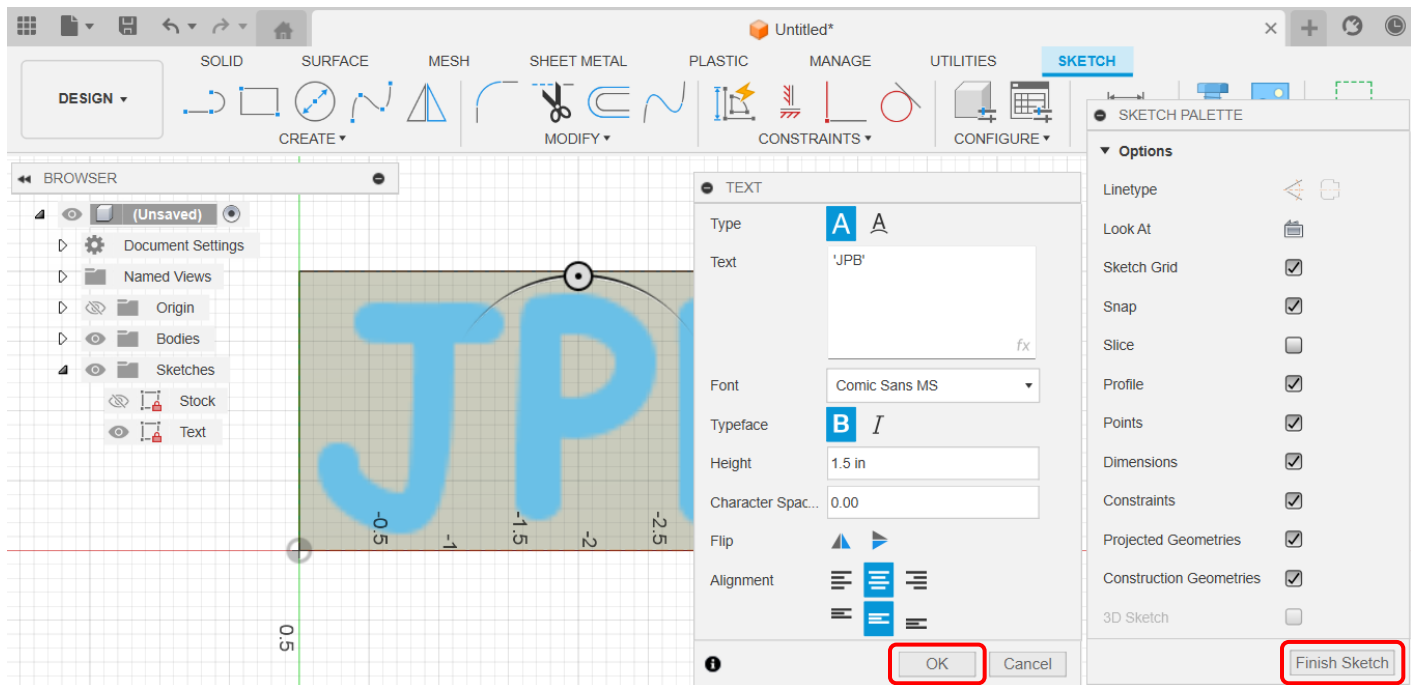 Untitled*
SOLID SURFACE MESH SHEET METAL PLASTIC MANAGE UTILITIES SKETCH
DESIGN
CREATE MODIFY CONSTRAINTS CONFIGURE
BROWSER
(Unsaved)
Document Settings
Named Views
Origin
Bodies
Sketches
Stock
Text
JP
-0.5
-1
-1.5
-2
-2.5
0.5
TEXT
Type A A
Text 'JPB'
fx
Font Comic Sans MS
Typeface B I
Height 1.5 in
Character Spac... 0.00
Flip
Alignment
OK Cancel
SKETCH PALETTE
Options
Linetype
Look At
Sketch Grid
Snap
Slice
Profile
Points
Dimensions
Constraints
Projected Geometries
Construction Geometries
3D Sketch
Finish Sketch